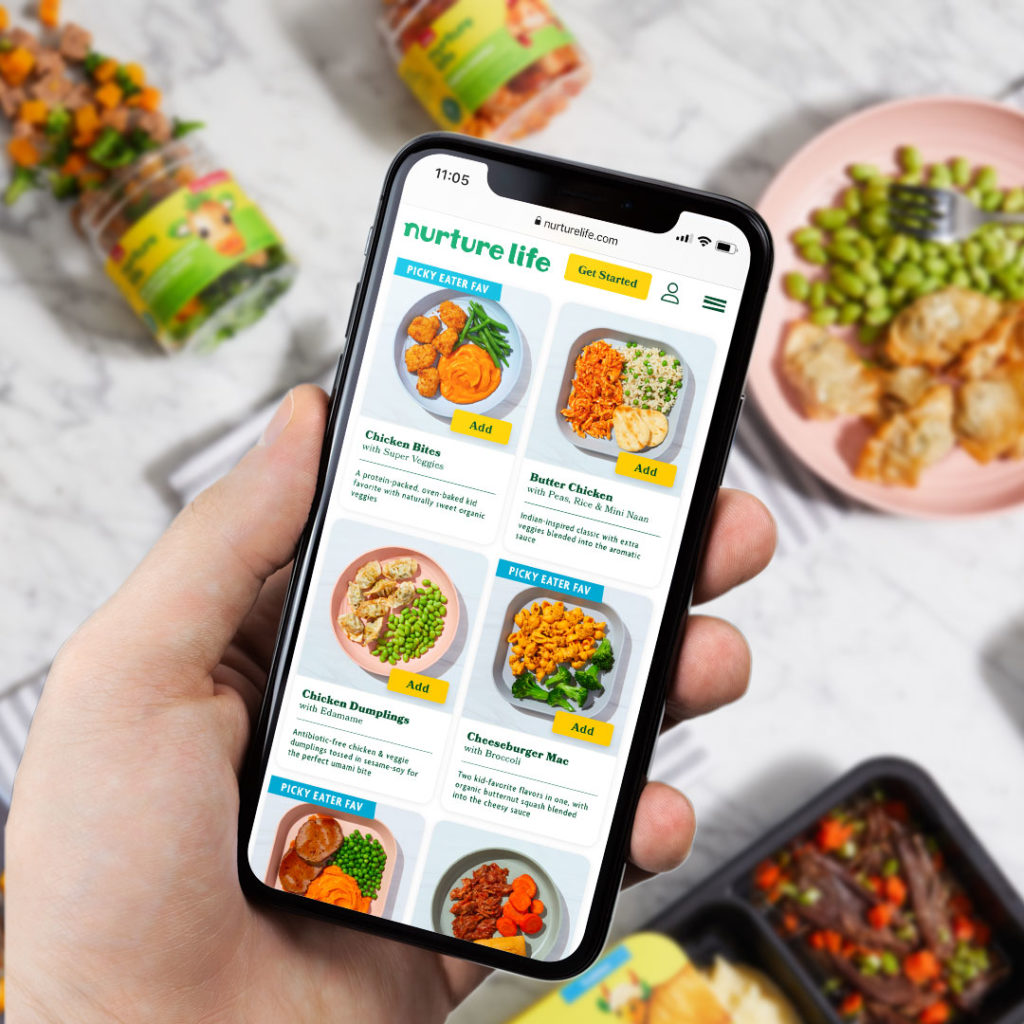 nurture
life
11:05
nurturelife.com
nurture life
Get Started
PICKY EATER FAV
Add
Chicken Bites
with Super Veggies
A protein-packed, oven-baked kid
favorite with naturally sweet organic
veggies
Add
Butter Chicken
with Peas, Rice & Mini Naan
Indian-inspired classic with extra
veggies blended into the aromatic
sauce
Add
Chicken Dumplings
with Edamame
Antibiotic-free chicken & veggie
dumplings tossed in sesame-soy for
the perfect umami bite
PICKY EATER FAV
Add
Cheeseburger Mac
with Broccoli
Two kid-favorite flavors in one, with
organic butternut squash blended
into the cheesy sauce
PICKY EATER FAV